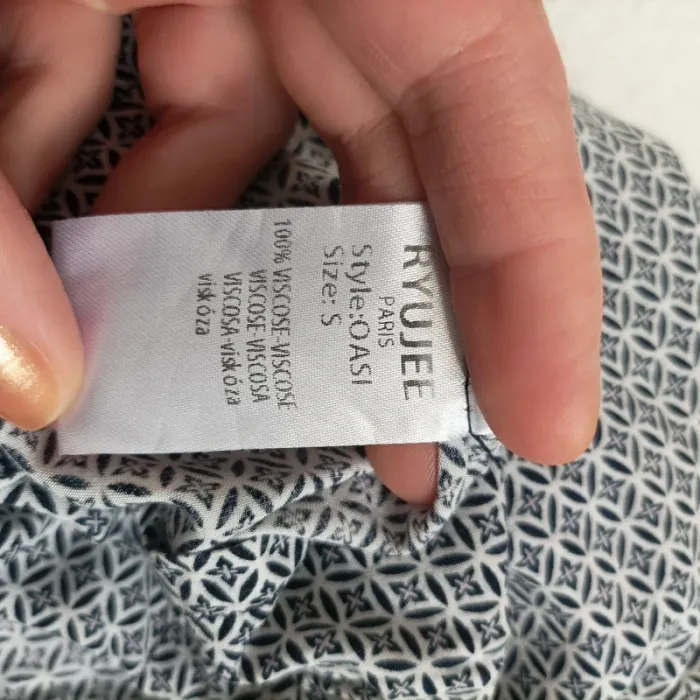 RYUJEE
PARIS
Style:OASI
Size: S
100% VISCOSE-VISCOSE
VISCOSE-VISCOSA
VISCOSA-viskóza
viskóza